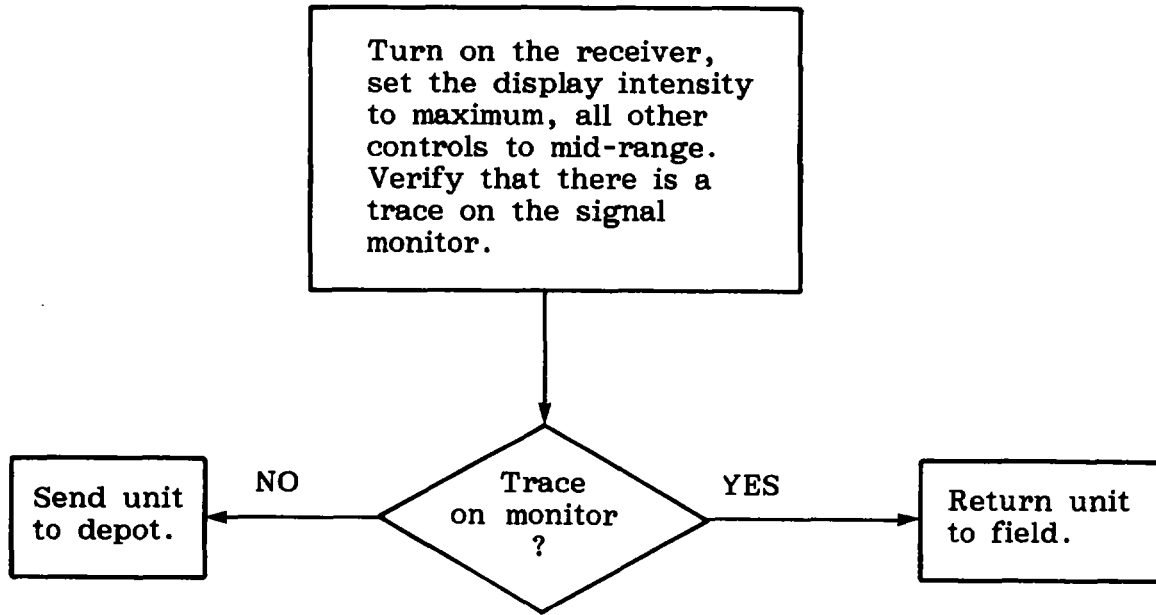 Turn on the receiver,
set the display intensity
to maximum, all other
controls to mid-range.
Verify that there is a
trace on the signal
monitor.
NO
Trace
on monitor
?
YES
Send unit
to depot.
Return unit
to field.